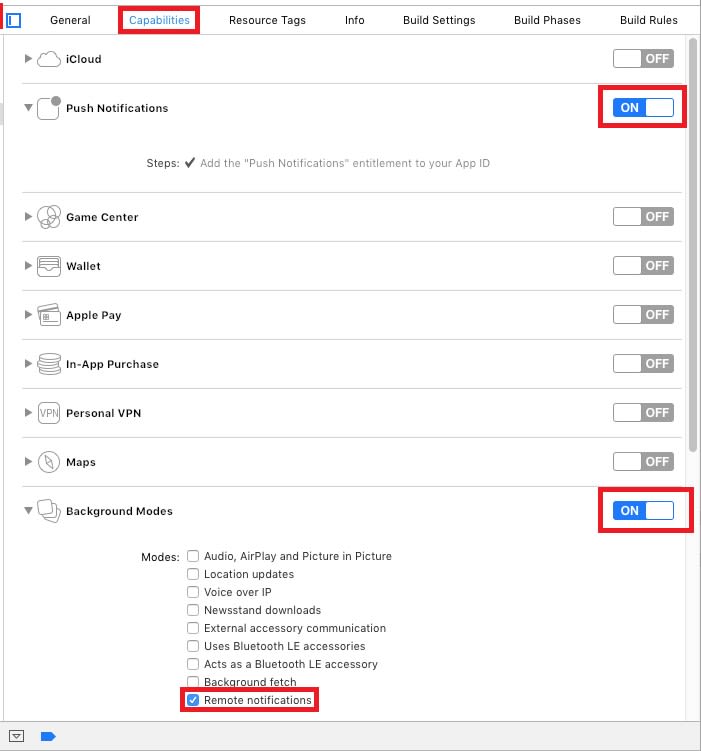 General Capabilities Resource Tags Info Build Settings Build Phases Build Rules
iCloud OFF
Push Notifications ON
Steps: ✔ Add the "Push Notifications" entitlement to your App ID
Game Center OFF
Wallet OFF
Apple Pay OFF
In-App Purchase OFF
VPN Personal VPN OFF
Maps OFF
Background Modes ON
Modes: Audio, AirPlay and Picture in Picture
Location updates
Voice over IP
Newsstand downloads
External accessory communication
Uses Bluetooth LE accessories
Acts as a Bluetooth LE accessory
Background fetch
Remote notifications